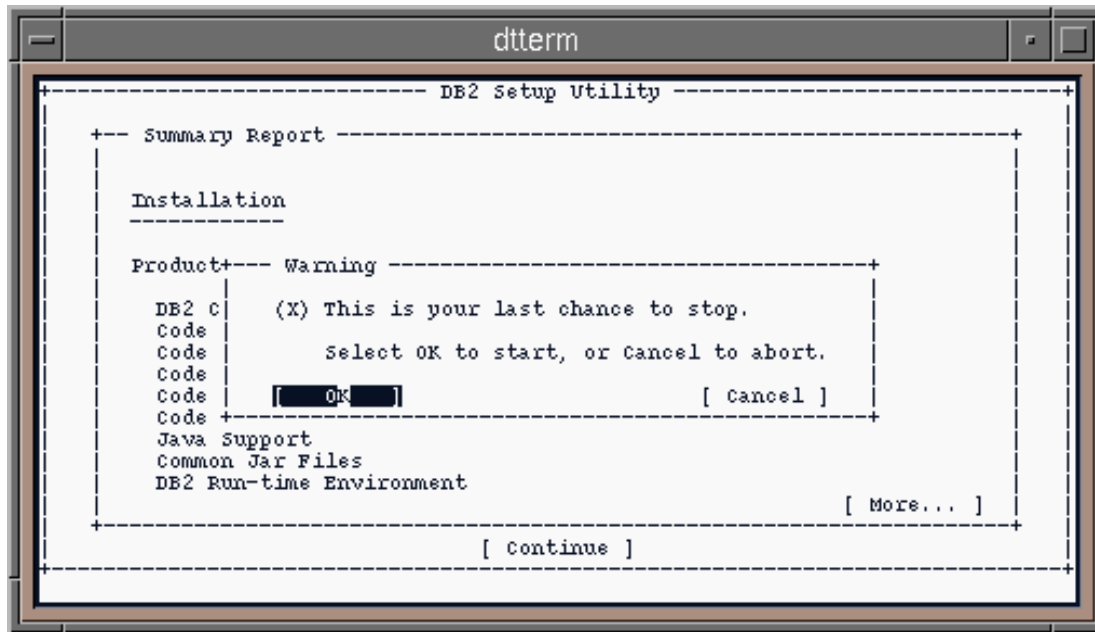 dtterm
DB2 Setup Utility
Summary Report
Installation
Product
Warning
DB2 C
(X) This is your last chance to stop.
Code
Code
Select OK to start, or Cancel to abort.
Code
Code
[ OK ]
[ Cancel ]
Code
Java Support
Common Jar Files
DB2 Run-time Environment
[ More... ]
[ Continue ]